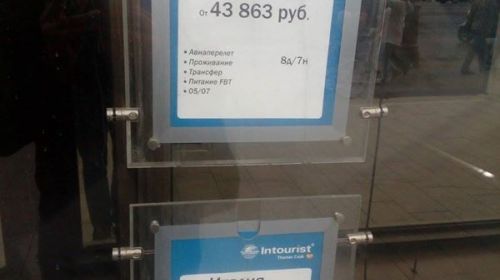 от 43 863 руб.
• Авиаперелет
• Проживание 8д/7н
• Трансфер
• Питание FBT
• 05/07
Intourist
Thomas Cook